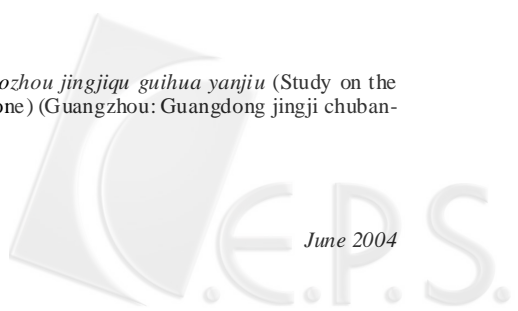 ozhou jingjiqu guihua yanjiu (Study on the
one) (Guangzhou: Guangdong jingji chuban-
June 2004
C.E.P.S.